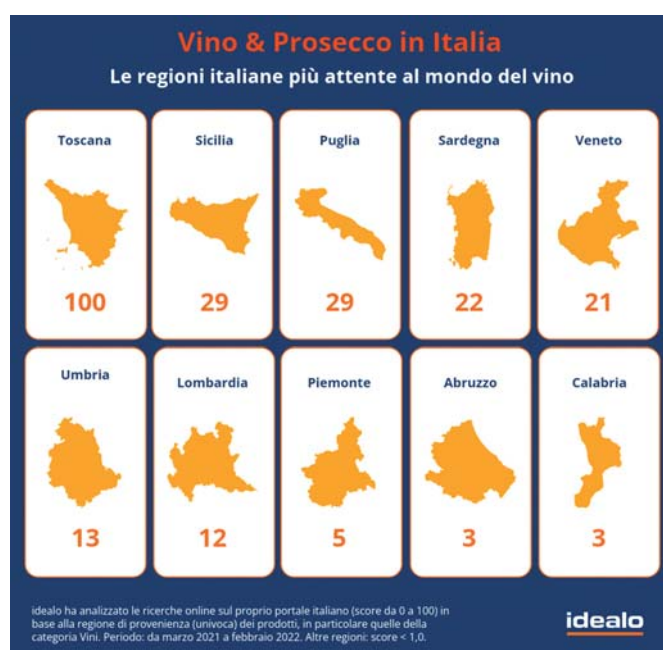 Vino & Prosecco in Italia
Le regioni italiane più attente al mondo del vino
Toscana
100
Sicilia
29
Puglia
29
Sardegna
22
Veneto
21
Umbria
13
Lombardia
12
Piemonte
5
Abruzzo
3
Calabria
3
idealo ha analizzato le ricerche online sul proprio portale italiano (score da 0 a 100) in
base alla regione di provenienza (univoca) dei prodotti, in particolare quelle della
categoria Vini. Periodo: da marzo 2021 a febbraio 2022. Altre regioni: score < 1,0.
idealo